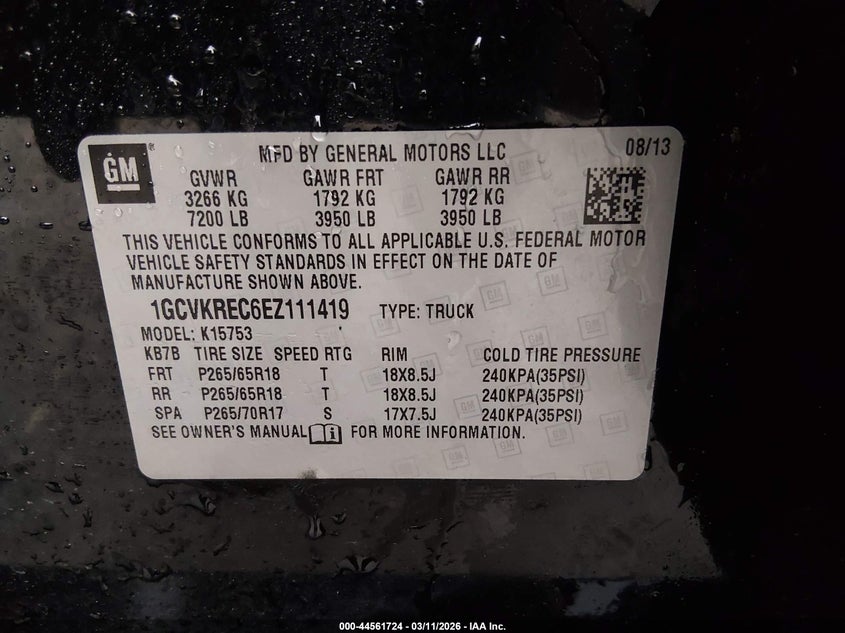 GM
MFD BY GENERAL MOTORS LLC 08/13
GVWR GAWR FRT GAWR RR
3266 KG 1792 KG 1792 KG
7200 LB 3950 LB 3950 LB
THIS VEHICLE CONFORMS TO ALL APPLICABLE U.S. FEDERAL MOTOR
VEHICLE SAFETY STANDARDS IN EFFECT ON THE DATE OF
MANUFACTURE SHOWN ABOVE.
1GCVKREC6EZ111419 TYPE: TRUCK
MODEL: K15753
KB7B TIRE SIZE SPEED RTG RIM COLD TIRE PRESSURE
FRT P265/65R18 T 18X8.5J 240KPA(35PSI)
RR P265/65R18 T 18X8.5J 240KPA(35PSI)
SPA P265/70R17 S 17X7.5J 240KPA(35PSI)
SEE OWNER'S MANUAL FOR MORE INFORMATION.
000-44561724 — 03/11/2026 — IAA Inc.